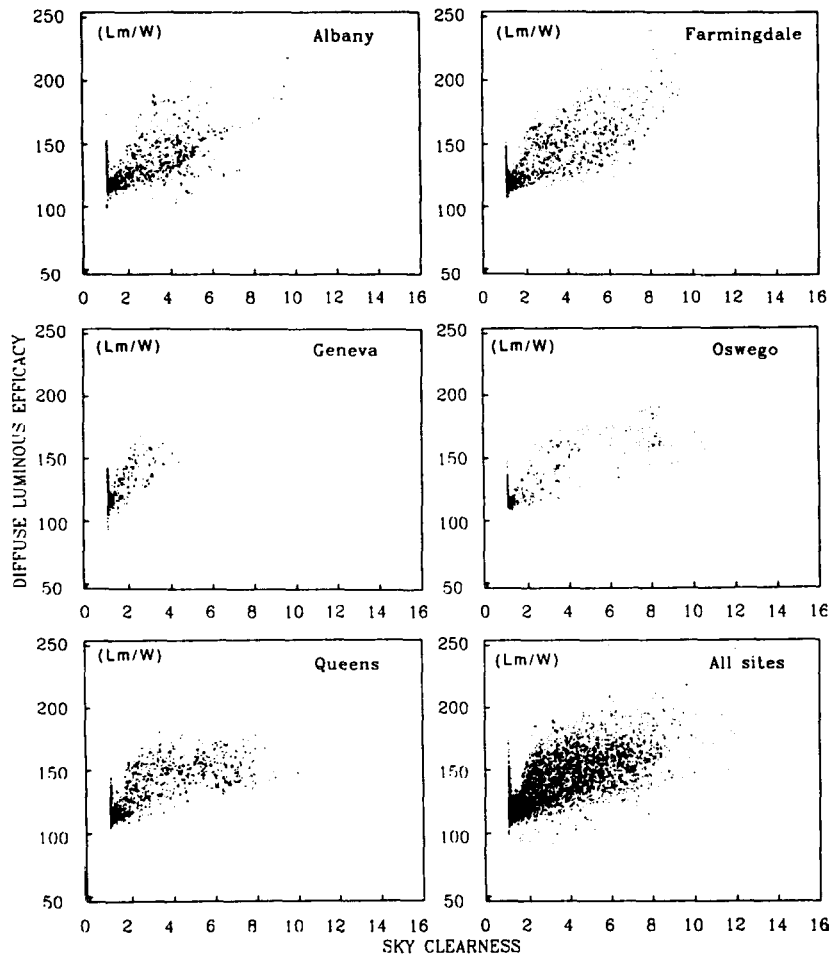 (Lm/W) Albany
250
200
150
100
50
0 2 4 6 8 10 12 14 16
(Lm/W) Farmingdale
250
200
150
100
50
0 2 4 6 8 10 12 14 16
DIFFUSE LUMINOUS EFFICACY
(Lm/W) Geneva
250
200
150
100
50
0 2 4 6 8 10 12 14 16
(Lm/W) Oswego
250
200
150
100
50
0 2 4 6 8 10 12 14 16
(Lm/W) Queens
250
200
150
100
50
0 2 4 6 8 10 12 14 16
(Lm/W) All sites
250
200
150
100
50
0 2 4 6 8 10 12 14 16
SKY CLEARNESS